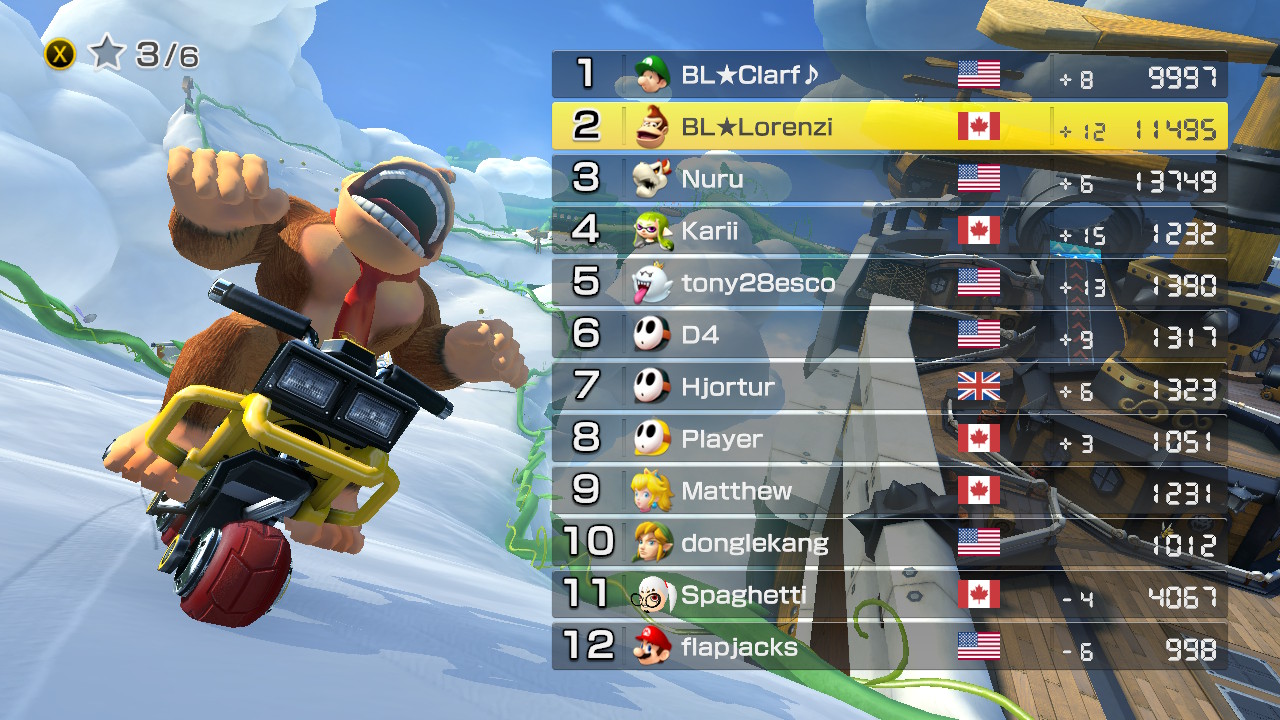 X ☆ 3/6
1 BL★Clarf♪ +8 9997
2 BL★Lorenzi +12 11495
3 Nuru +6 13749
4 Karii +15 1232
5 tony28esco +13 1390
6 D4 +9 1317
7 Hjortur +6 1323
8 Player +3 1051
9 Matthew 1231
10 donglekang 1012
11 Spaghetti -4 4067
12 flapjacks -6 998